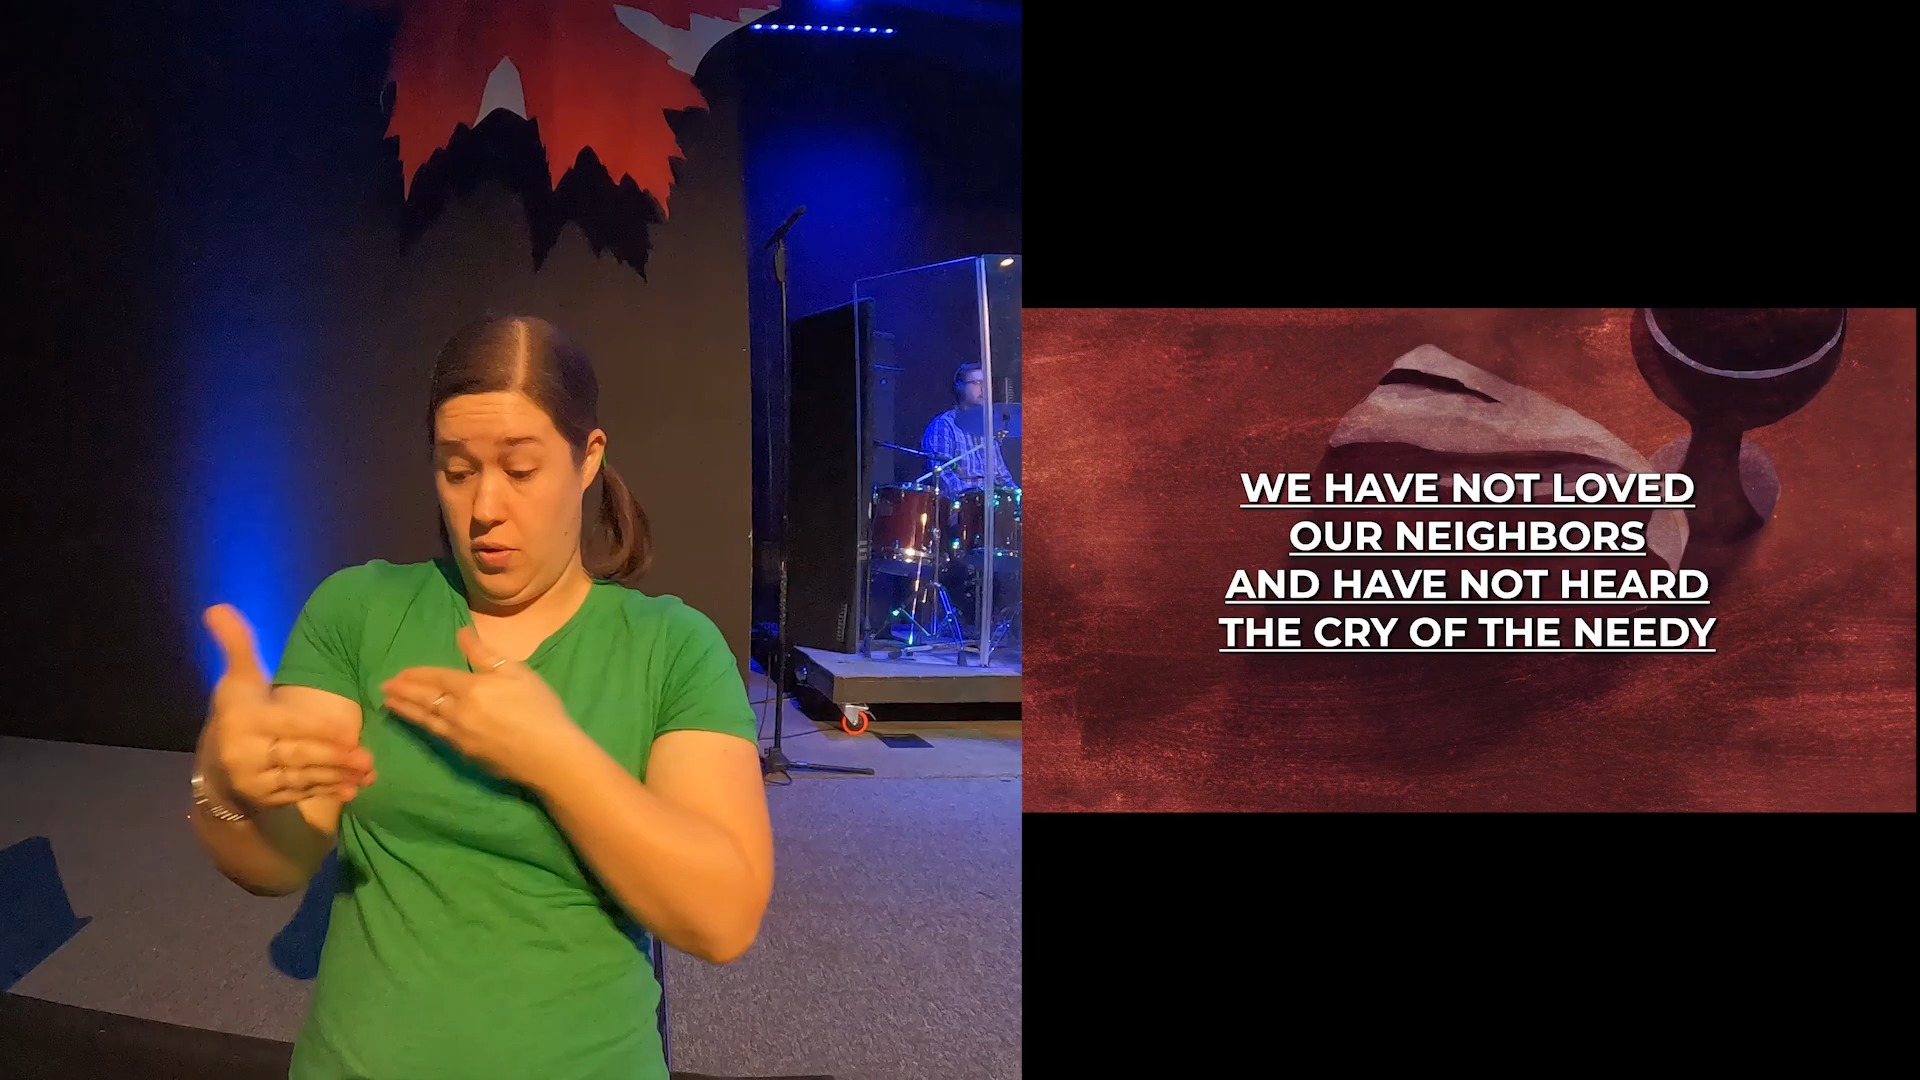 WE HAVE NOT LOVED
OUR NEIGHBORS
AND HAVE NOT HEARD
THE CRY OF THE NEEDY